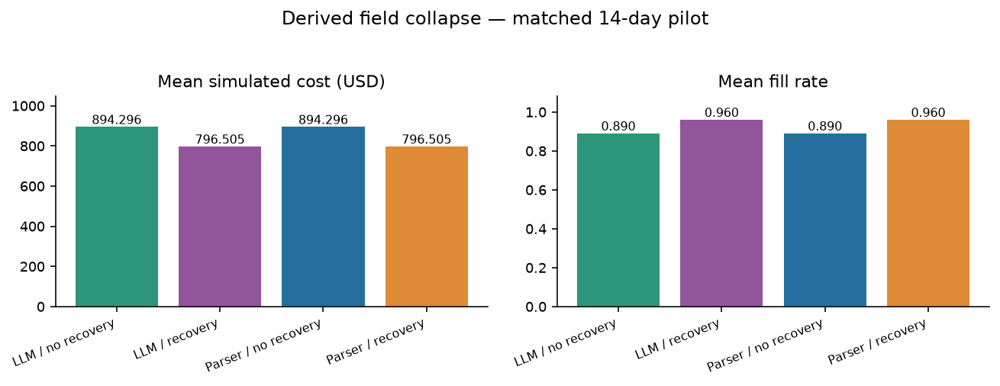 Derived field collapse — matched 14-day pilot
Mean simulated cost (USD)
1000
800
600
400
200
0
894.296
796.505
894.296
796.505
LLM / no recovery
LLM / recovery
Parser / no recovery
Parser / recovery
Mean fill rate
1.0
0.8
0.6
0.4
0.2
0.0
0.890
0.960
0.890
0.960
LLM / no recovery
LLM / recovery
Parser / no recovery
Parser / recovery